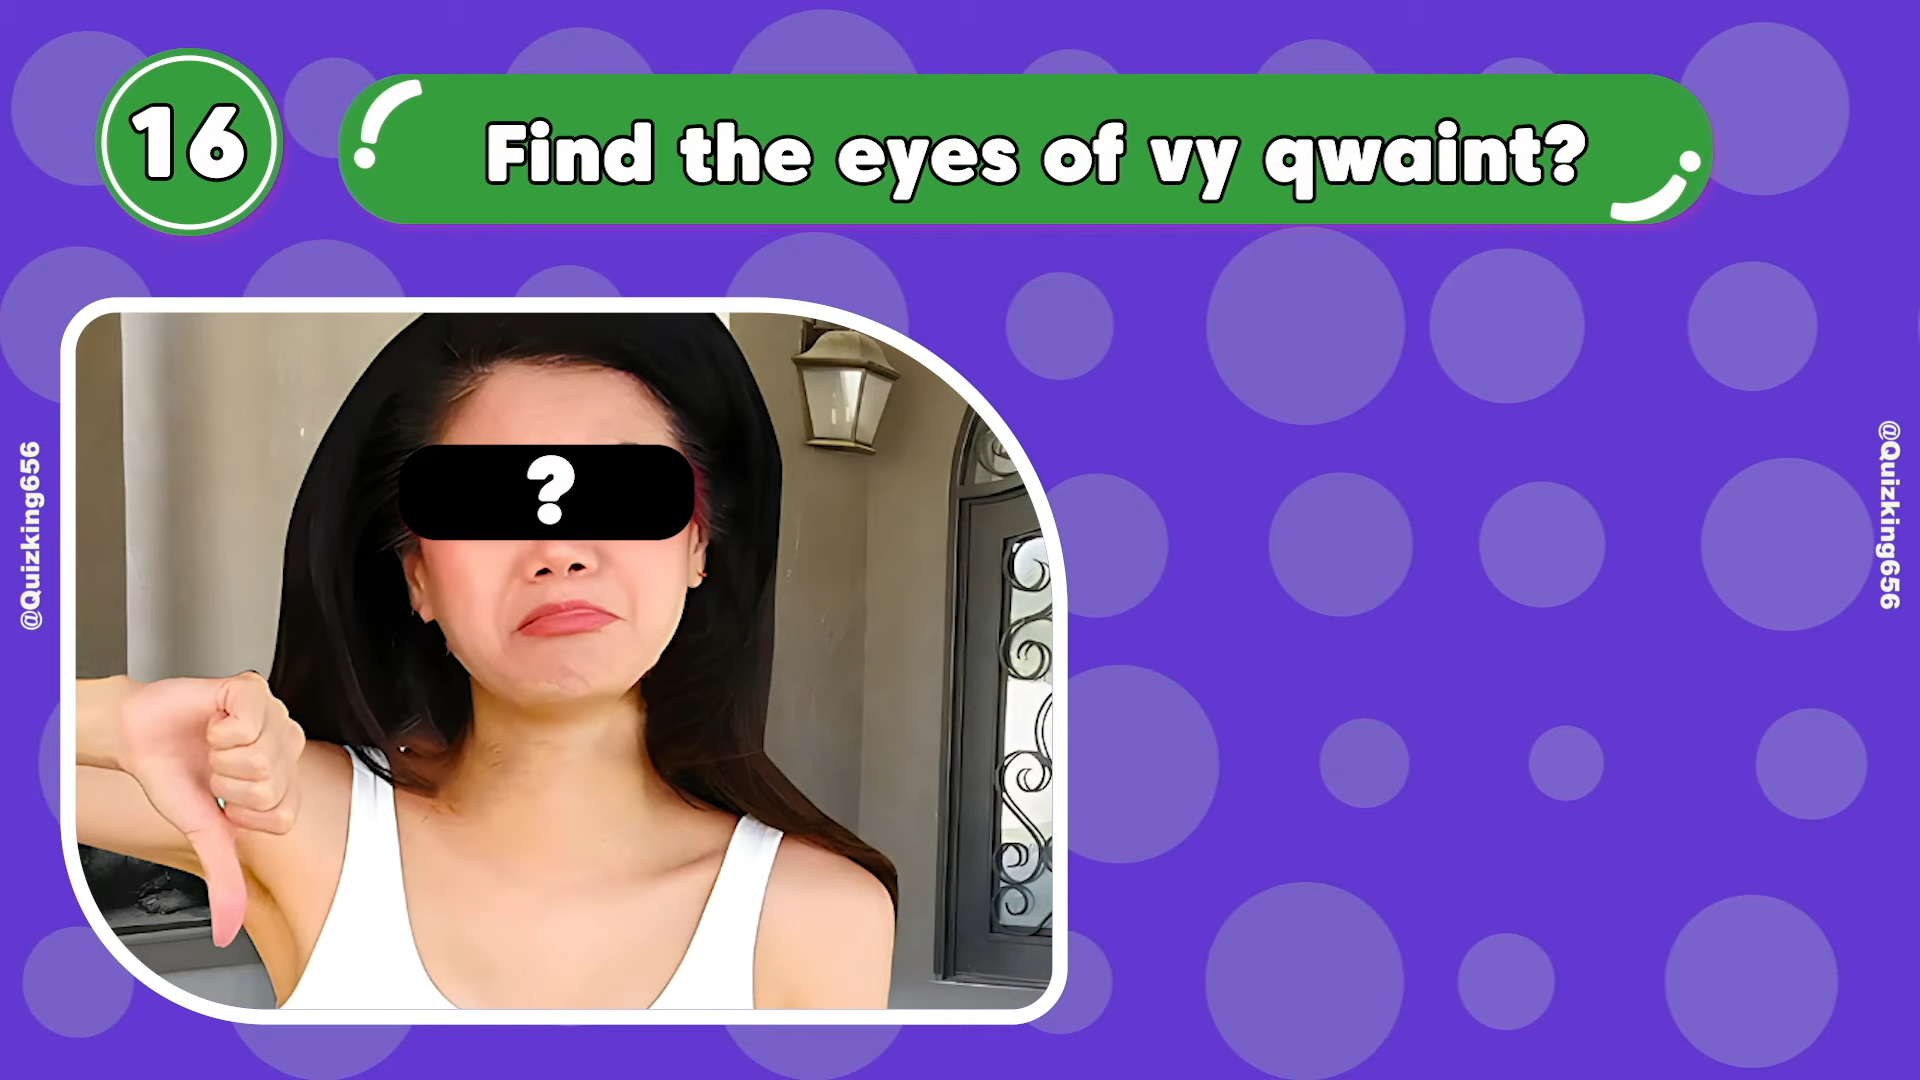 16
Find the eyes of vy qwaint?
?
@Quizking656
@Quizking656